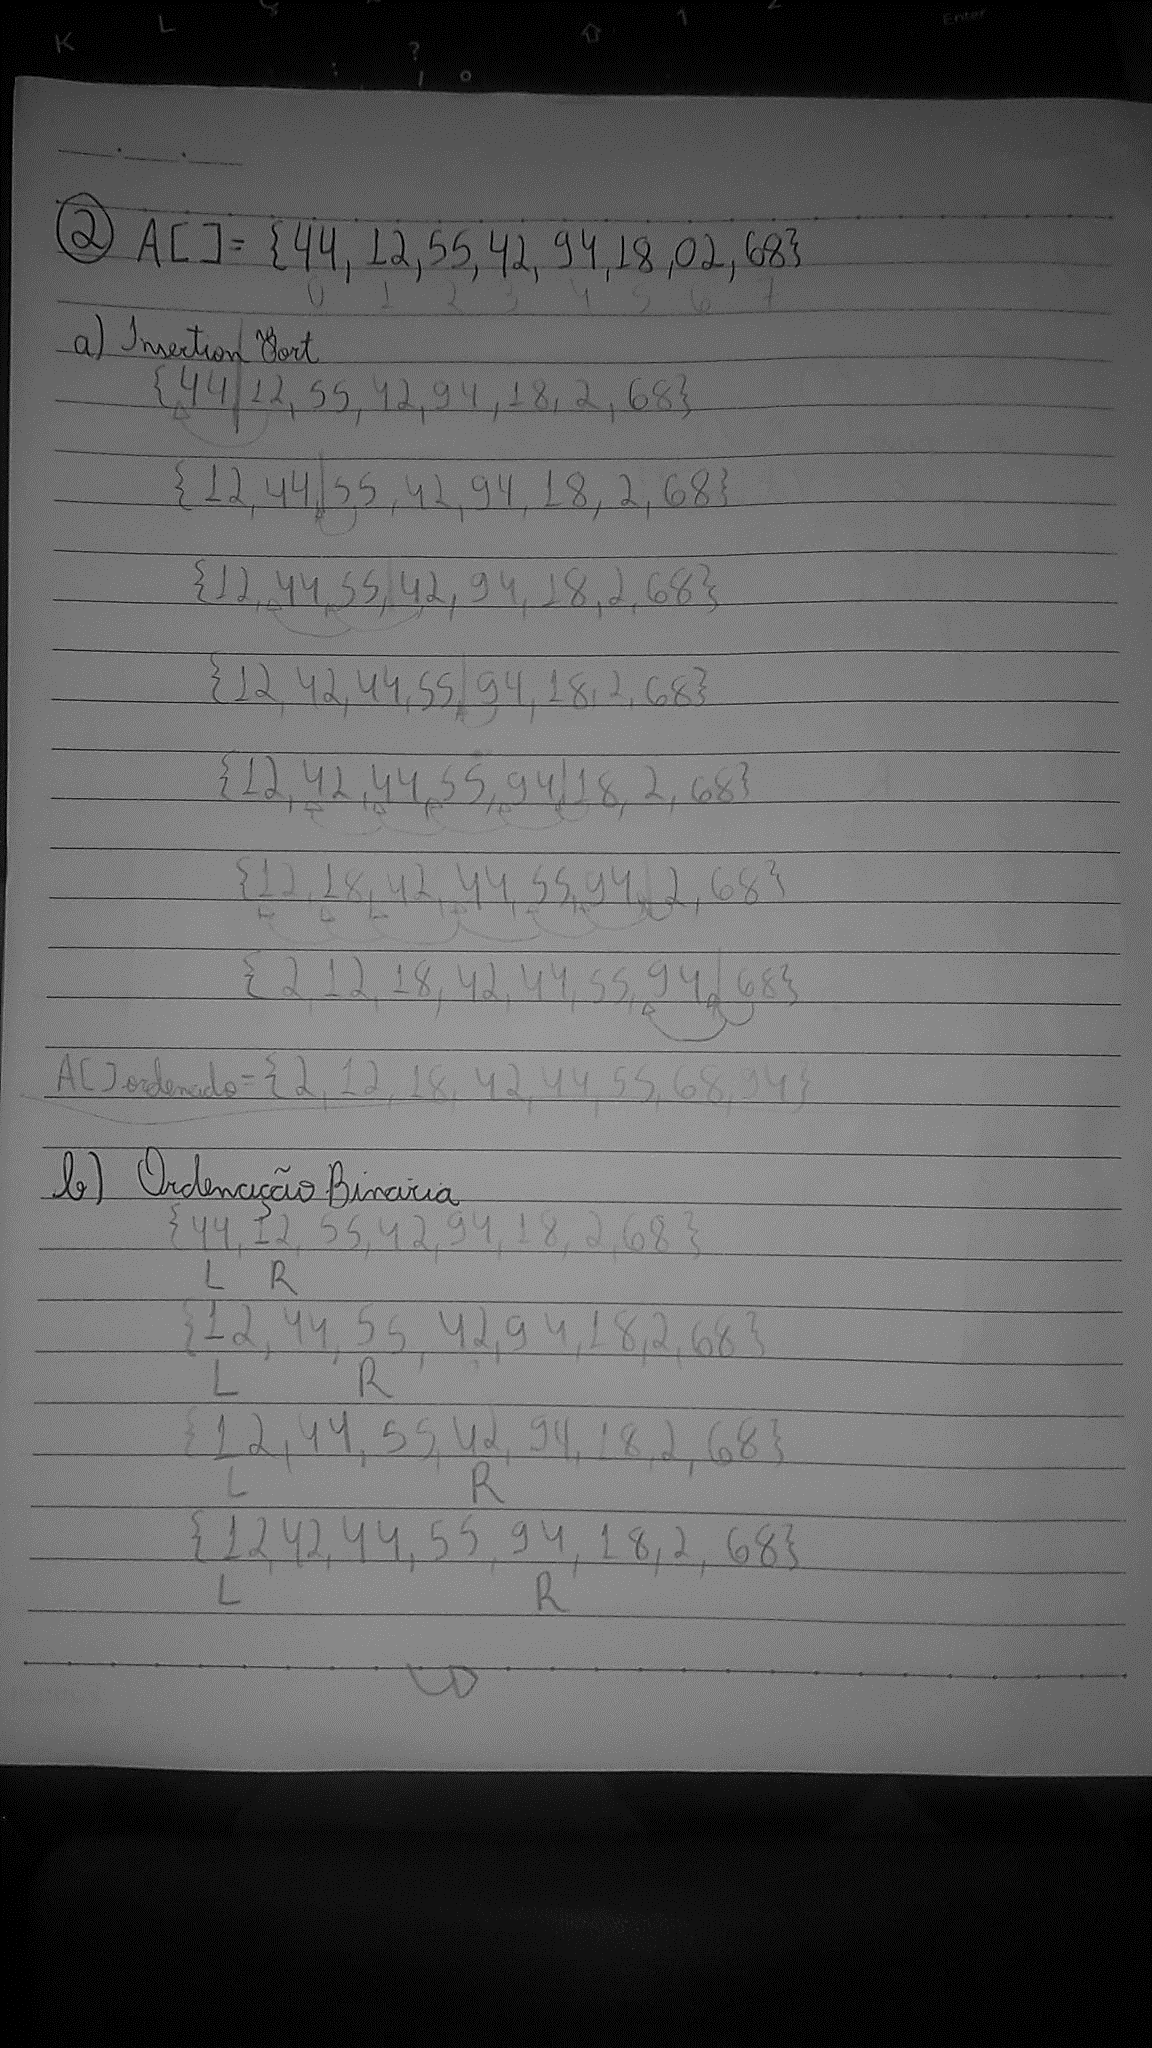 K L ? 1 Enter
② A[]= {44, 12, 55, 42, 94, 18, 02, 68}
0 1 2 3 4 5 6 7
a) Insertion Sort
{44|12, 55, 42, 94, 18, 2, 68}
{12, 44|55, 42, 94, 18, 2, 68}
{12, 44, 55,|42, 94, 18, 2, 68}
{12, 42, 44, 55,|94, 18, 2, 68}
{12, 42, 44, 55, 94|18, 2, 68}
{12, 18, 42, 44, 55, 94|2, 68}
{2, 12, 18, 42, 44, 55, 94,|68}
A[] ordenado = {2, 12, 18, 42, 44, 55, 68, 94}
b) Ordenação Binária
{44, 12, 55, 42, 94, 18, 2, 68}
L R
{12, 44, 55, 42, 94, 18, 2, 68}
L R
{12, 44, 55, 42, 94, 18, 2, 68}
L R
{12 42, 44, 55, 94, 18, 2, 68}
L R